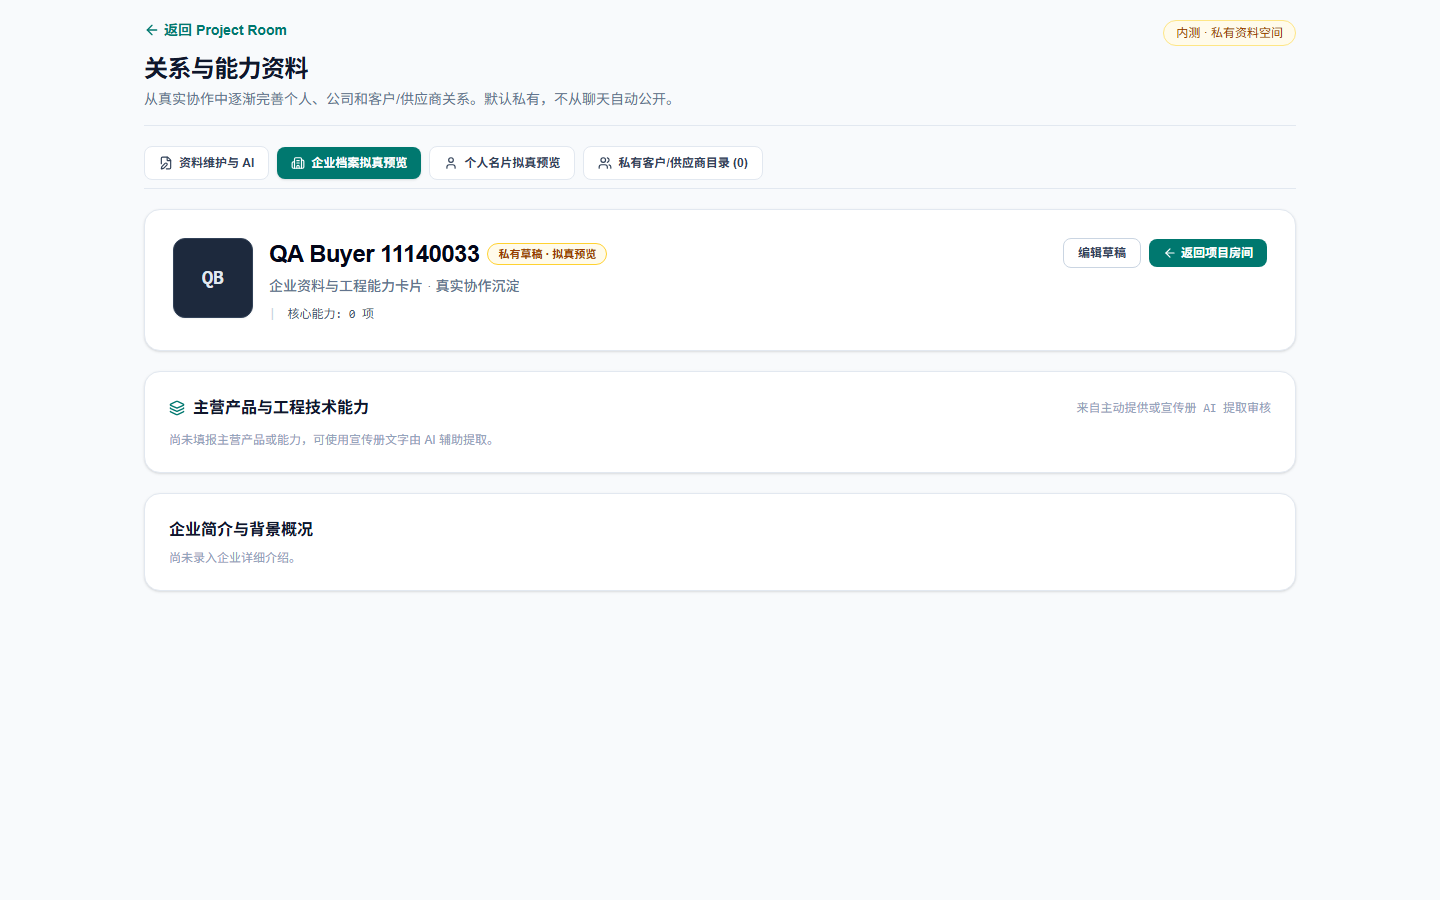 返回 Project Room
内测 · 私有资料空间
关系与能力资料
从真实协作中逐渐完善个人、公司和客户/供应商关系。默认私有，不从聊天自动公开。
资料维护与 AI
企业档案拟真预览
个人名片拟真预览
私有客户/供应商目录 (0)
QB
QA Buyer 11140033
私有草稿 · 拟真预览
企业资料与工程能力卡片 · 真实协作沉淀
| 核心能力: 0 项
编辑草稿
返回项目房间
主营产品与工程技术能力
来自主动提供或宣传册 AI 提取审核
尚未填报主营产品或能力，可使用宣传册文字由 AI 辅助提取。
企业简介与背景概况
尚未录入企业详细介绍。